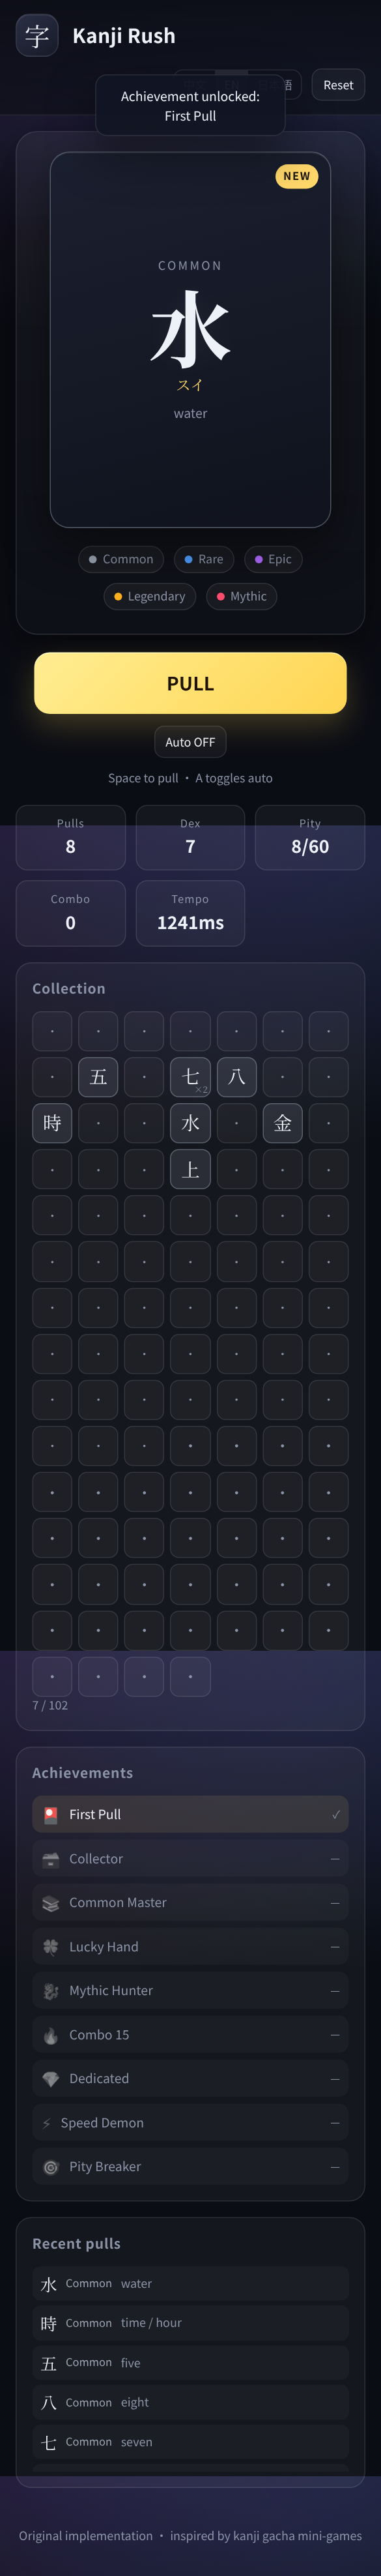 字 Kanji Rush
語
Reset
Achievement unlocked:
First Pull
NEW
COMMON
水
スイ
water
Common
Rare
Epic
Legendary
Mythic
PULL
Auto OFF
Space to pull • A toggles auto
Pulls
8
Dex
7
Pity
8/60
Combo
0
Tempo
1241ms
Collection
五 七 ×2 八
時 水 金
上
7 / 102
Achievements
First Pull ✓
Collector —
Common Master —
Lucky Hand —
Mythic Hunter —
Combo 15 —
Dedicated —
Speed Demon —
Pity Breaker —
Recent pulls
水 Common water
時 Common time / hour
五 Common five
八 Common eight
七 Common seven
Original implementation • inspired by kanji gacha mini-games